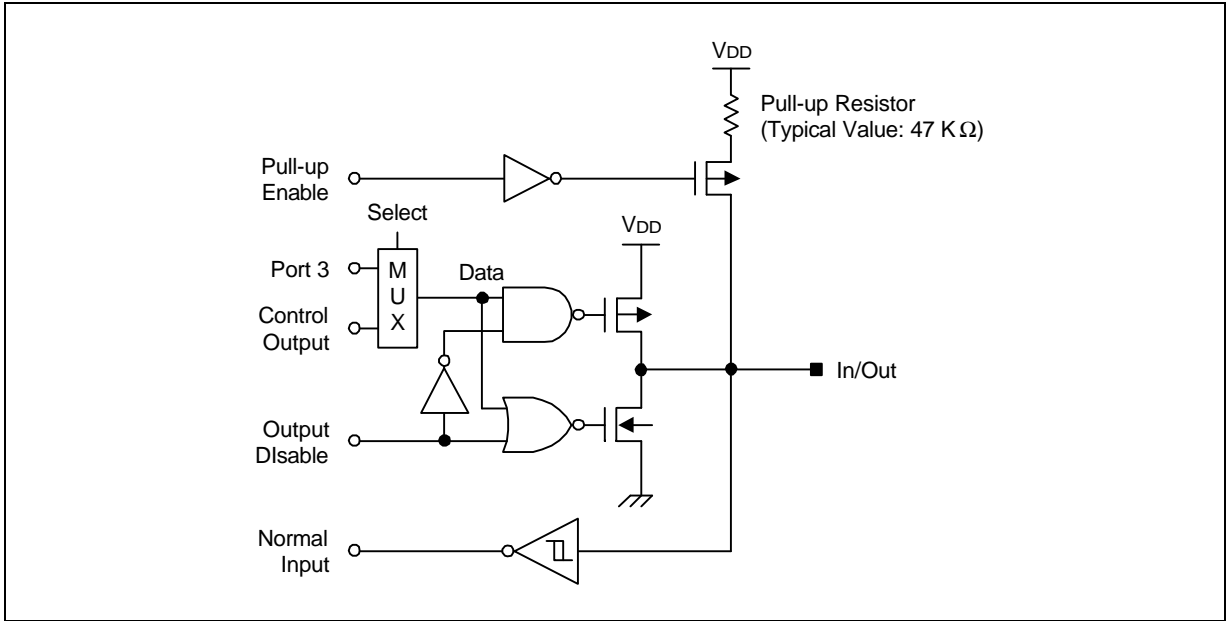 VDD
Pull-up Resistor
(Typical Value: 47 KΩ)
Pull-up
Enable
Select
VDD
Port 3
M
U
X
Data
Control
Output
In/Out
Output
DIsable
Normal
Input